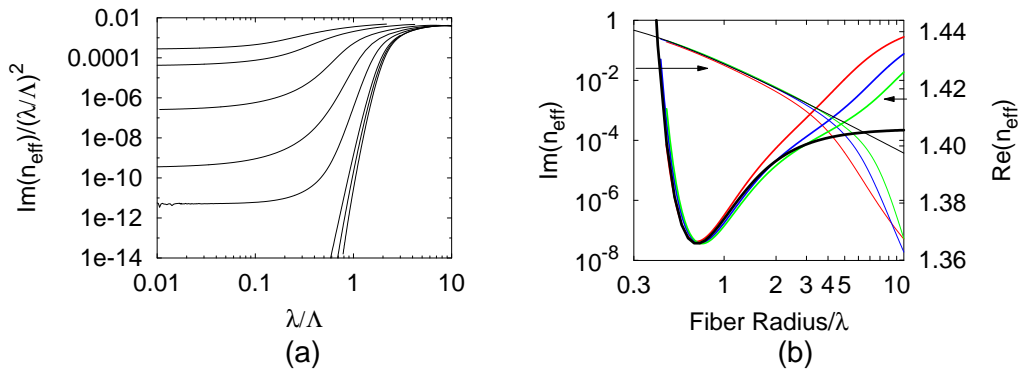 Im(n_eff)/(λ/Λ)^2
0.01
0.0001
1e-06
1e-08
1e-10
1e-12
1e-14
0.01 0.1 1 10
λ/Λ
(a)
Im(n_eff)
1
10^-2
10^-4
10^-6
10^-8
0.3 1 2 3 4 5 10
Fiber Radius/λ
1.44
1.42
1.40
1.38
1.36
Re(n_eff)
(b)